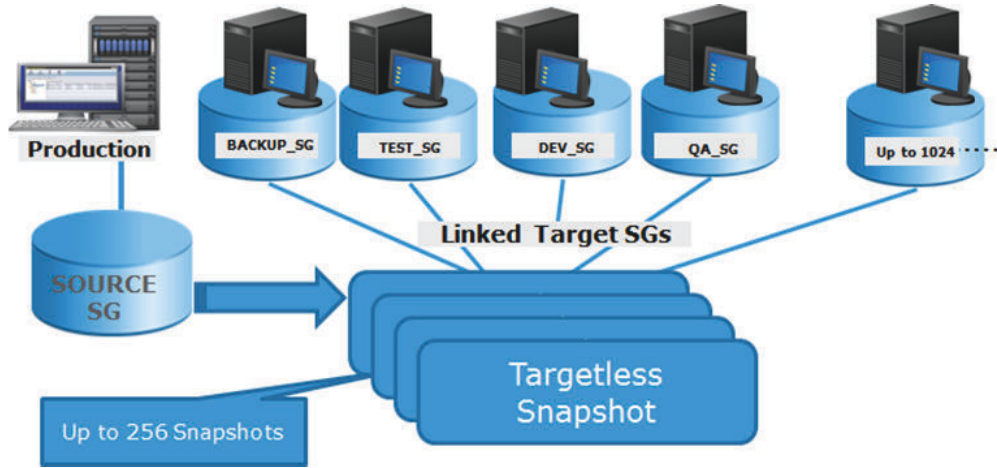 Production
BACKUP_SG
TEST_SG
DEV_SG
QA_SG
Up to 1024
Linked Target SGs
SOURCE
SG
Targetless
Snapshot
Up to 256 Snapshots